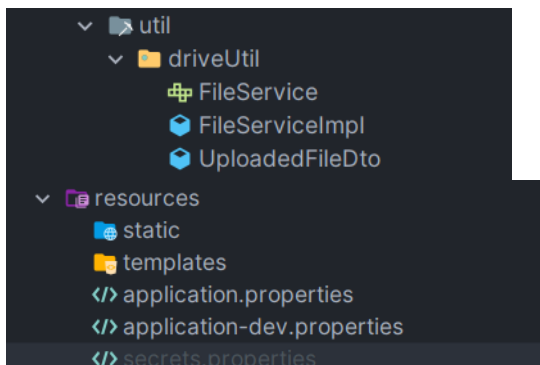 util
driveUtil
FileService
FileServiceImpl
UploadedFileDto
resources
static
templates
application.properties
application-dev.properties
secrets.properties